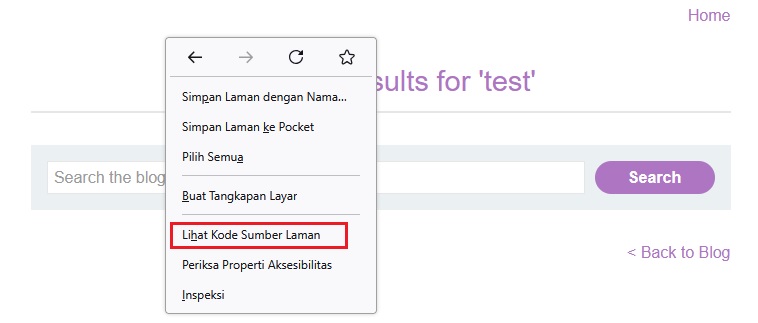 Home
sults for 'test'
Simpan Laman dengan Nama...
Simpan Laman ke Pocket
Pilih Semua
Search the blog
Search
Buat Tangkapan Layar
Lihat Kode Sumber Laman
< Back to Blog
Periksa Properti Aksesibilitas
Inspeksi